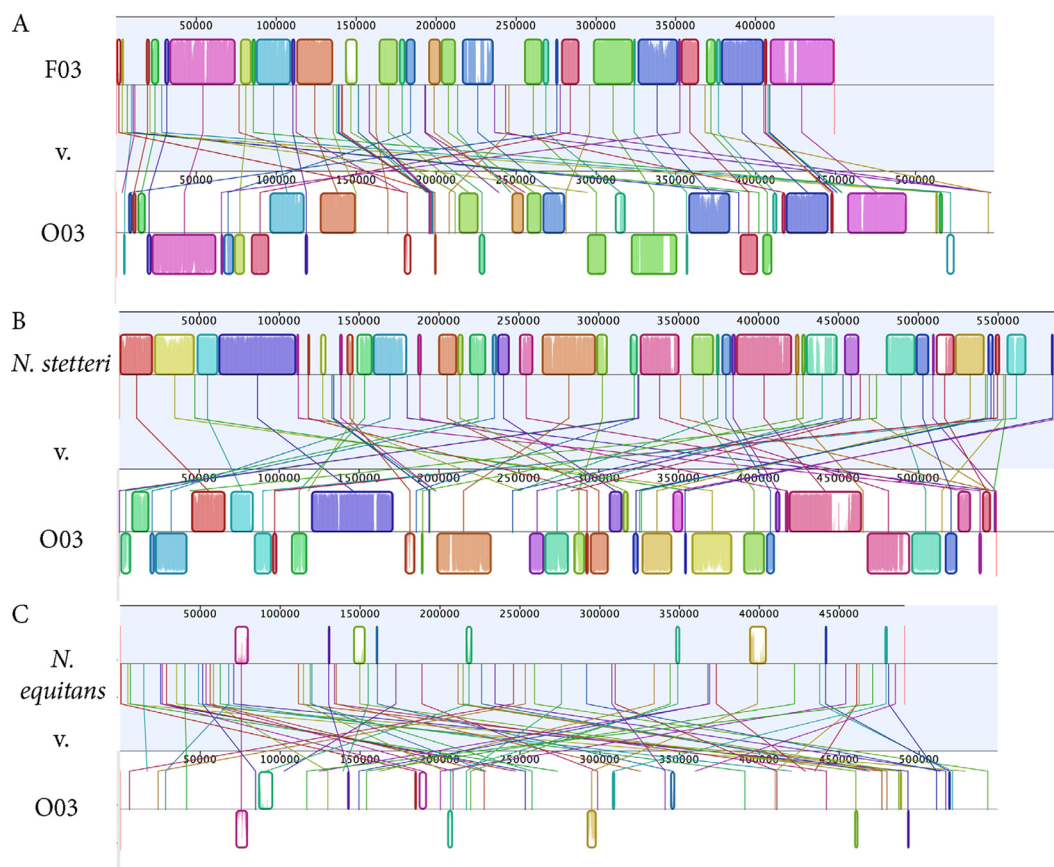 A
50000 100000 150000 200000 250000 300000 350000 400000
F03
v.
50000 100000 150000 200000 250000 300000 350000 400000 450000 500000
O03
B
50000 100000 150000 200000 250000 300000 350000 400000 450000 500000 550000
N. stetteri
v.
50000 100000 150000 200000 250000 300000 350000 400000 450000 500000
O03
C
50000 100000 150000 200000 250000 300000 350000 400000 450000
N.
equitans
v.
50000 100000 150000 200000 250000 300000 350000 400000 450000 500000
O03